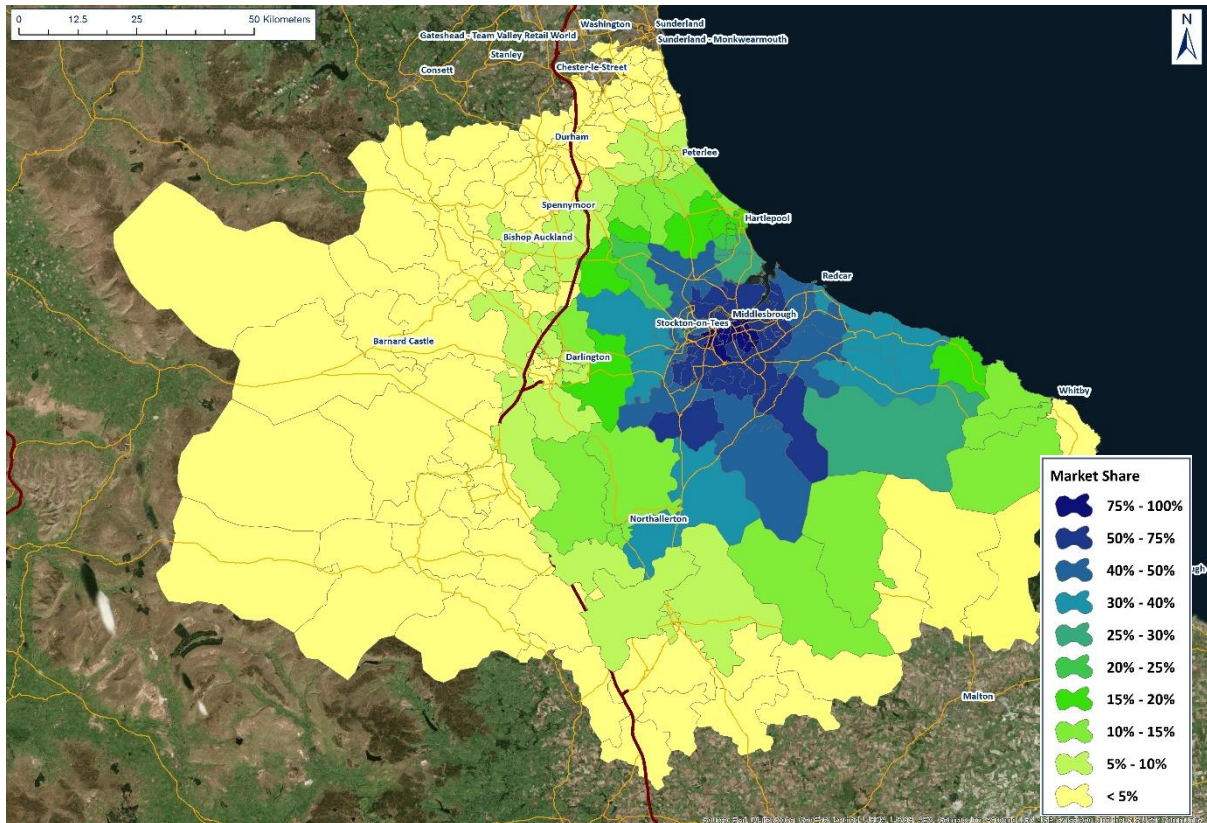 0 12.5 25 50 Kilometers
N
Washington
Sunderland
Gateshead - Team Valley Retail World
Sunderland - Monkwearmouth
Stanley
Consett
Chester-le-Street
Durham
Peterlee
Spennymoor
Hartlepool
Bishop Auckland
Redcar
Middlesbrough
Stockton-on-Tees
Barnard Castle
Darlington
Whitby
Northallerton
Malton
Market Share
75% - 100%
50% - 75%
40% - 50%
30% - 40%
25% - 30%
20% - 25%
15% - 20%
10% - 15%
5% - 10%
< 5%